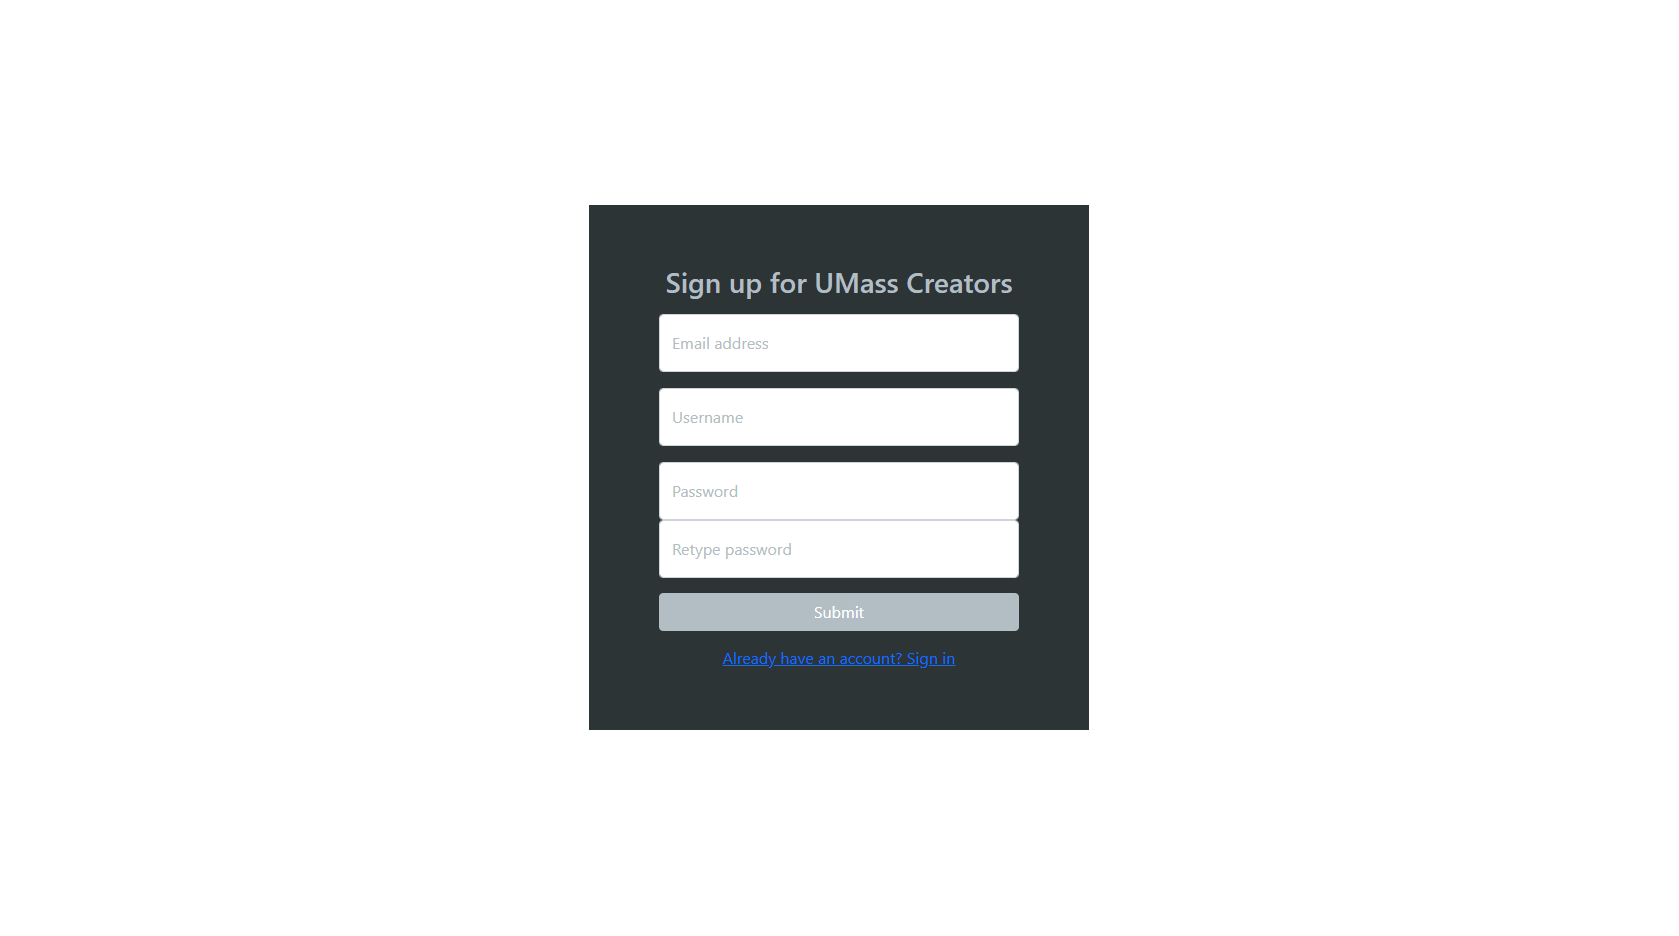 Sign up for UMass Creators
Email address
Username
Password
Retype password
Submit
Already have an account? Sign in